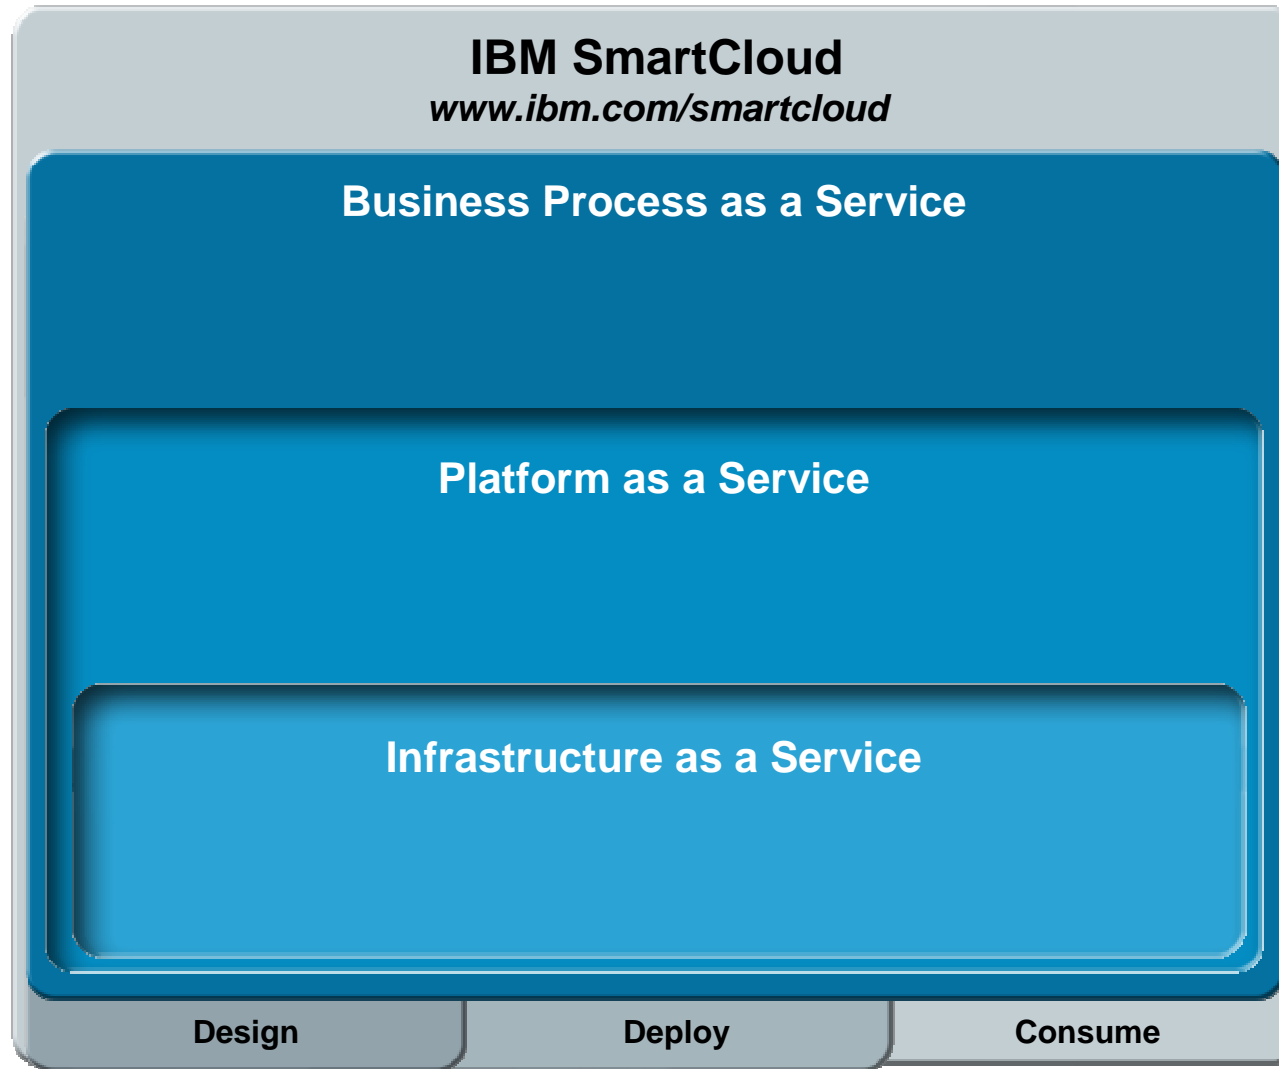 IBM SmartCloud
www.ibm.com/smartcloud
Business Process as a Service
Platform as a Service
Infrastructure as a Service
Design Deploy Consume